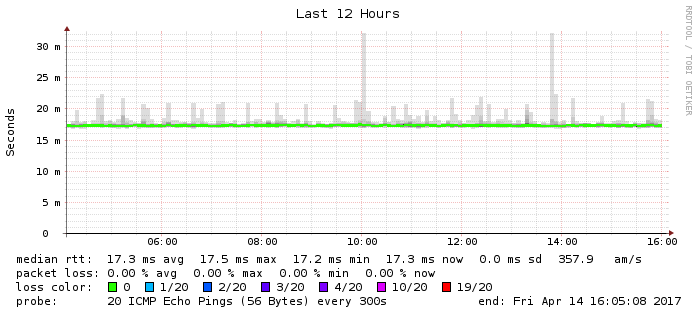 Last 12 Hours
RRDTOOL / TOBI OETIKER
Seconds
30 m
25 m
20 m
15 m
10 m
5 m
0
06:00 08:00 10:00 12:00 14:00 16:00
median rtt: 17.3 ms avg 17.5 ms max 17.2 ms min 17.3 ms now 0.0 ms sd 357.9 am/s
packet loss: 0.00 % avg 0.00 % max 0.00 % min 0.00 % now
loss color: 0 1/20 2/20 3/20 4/20 10/20 19/20
probe: 20 ICMP Echo Pings (56 Bytes) every 300s end: Fri Apr 14 16:05:08 2017